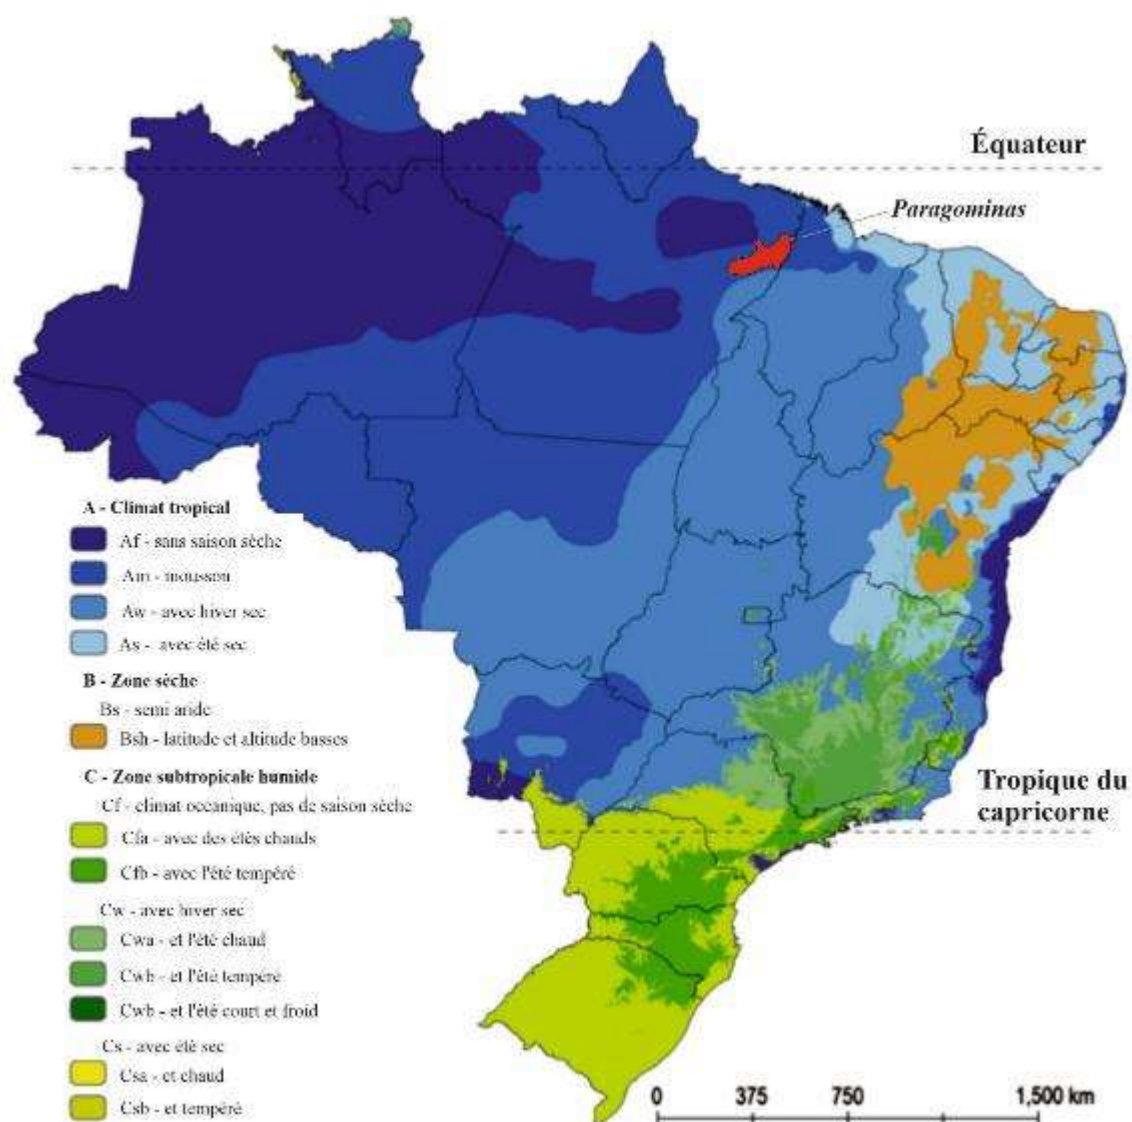 Équateur
Paragominas
A - Climat tropical
Af - sans saison sèche
Am - mousson
Aw - avec hiver sec
As - avec été sec
B - Zone sèche
Bs - semi aride
Bsh - latitude et altitude basses
C - Zone subtropicale humide
Cf - climat oceanique, pas de saison sèche
Cfa - avec des étés chauds
Cfb - avec l'été tempéré
Cw - avec hiver sec
Cwa - et l'été chaud
Cwb - et l'été tempéré
Cwb - et l'été court et froid
Cs - avec été sec
Csa - et chaud
Csb - et tempéré
Tropique du
capricorne
0 375 750 1,500 km